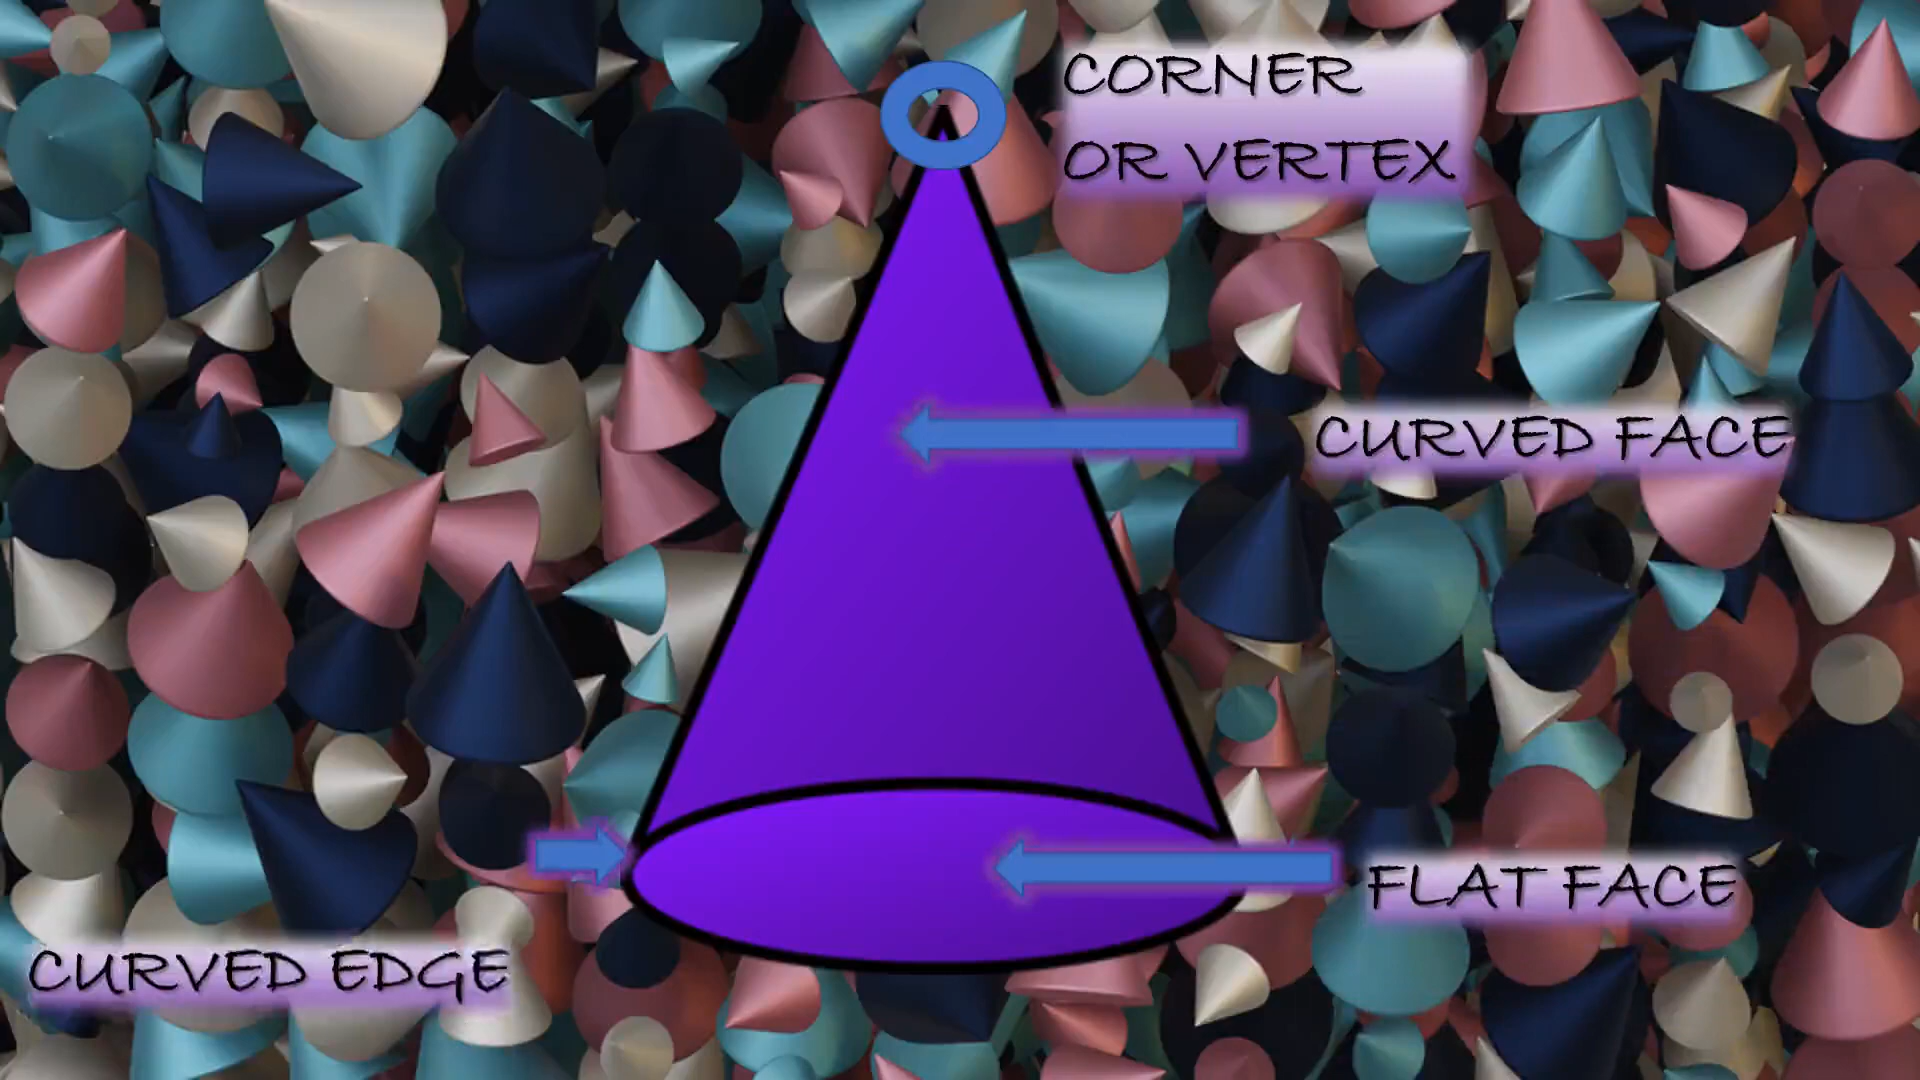 CORNER
OR VERTEX
CURVED FACE
FLAT FACE
CURVED EDGE